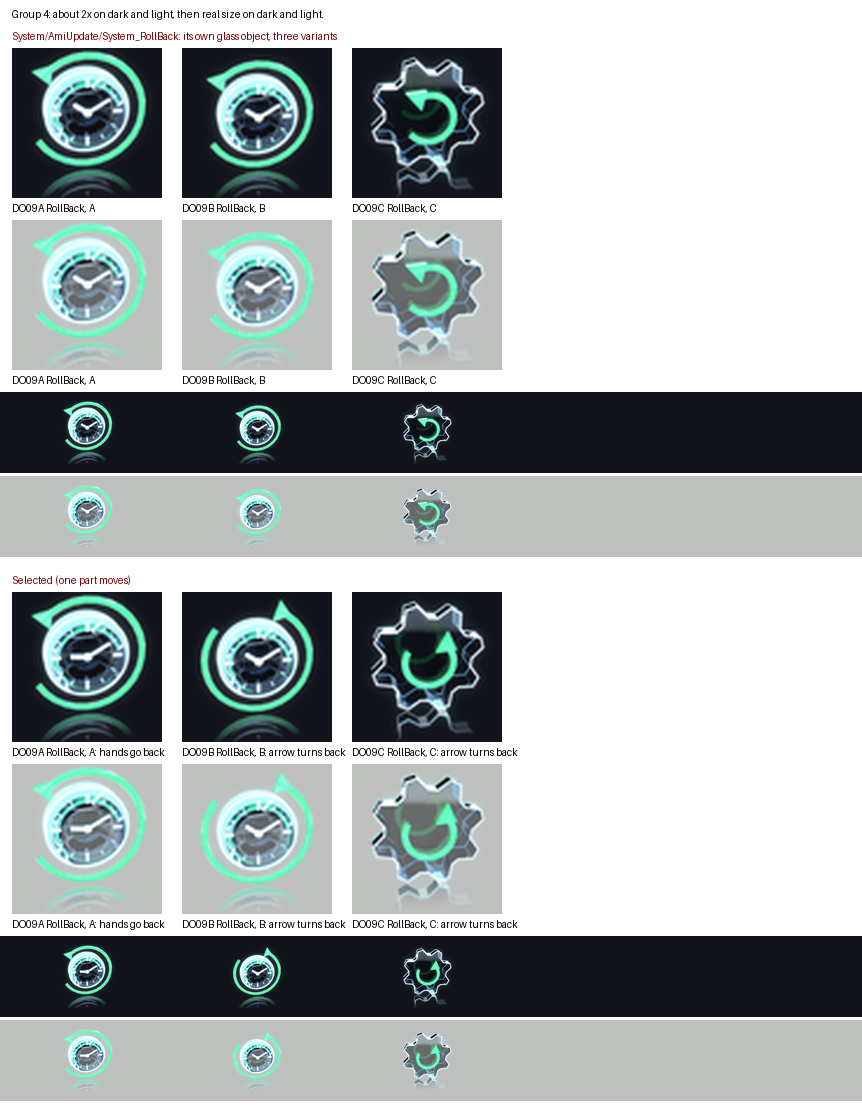 Group 4: about 2x on dark and light, then real size on dark and light.
System/AmiUpdate/System_RollBack: its own glass object, three variants
DO09A RollBack, A
DO09B RollBack, B
DO09C RollBack, C
DO09A RollBack, A
DO09B RollBack, B
DO09C RollBack, C
Selected (one part moves)
DO09A RollBack, A: hands go back
DO09B RollBack, B: arrow turns back
DO09C RollBack, C: arrow turns back
DO09A RollBack, A: hands go back
DO09B RollBack, B: arrow turns back
DO09C RollBack, C: arrow turns back